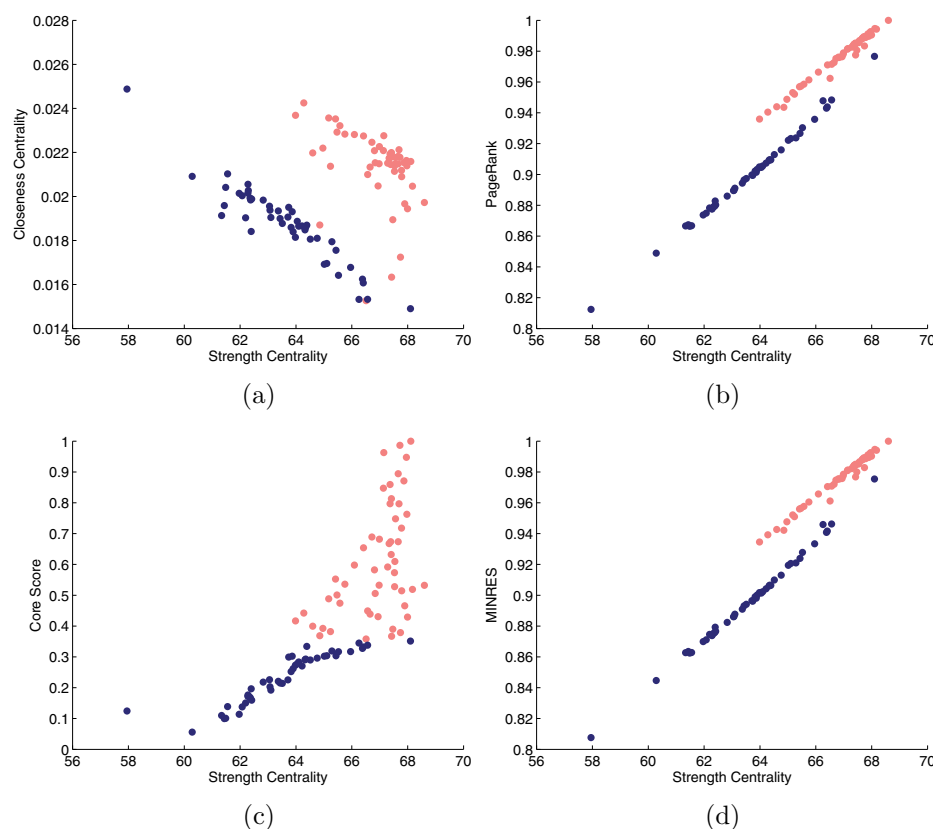 0.028
0.026
0.024
0.022
0.02
0.018
0.016
0.014
Closeness Centrality
56 58 60 62 64 66 68 70
Strength Centrality
(a)
1
0.98
0.96
0.94
0.92
0.9
0.88
0.86
0.84
0.82
0.8
PageRank
56 58 60 62 64 66 68 70
Strength Centrality
(b)
1
0.9
0.8
0.7
0.6
0.5
0.4
0.3
0.2
0.1
0
Core Score
56 58 60 62 64 66 68 70
Strength Centrality
(c)
1
0.98
0.96
0.94
0.92
0.9
0.88
0.86
0.84
0.82
0.8
MINRES
56 58 60 62 64 66 68 70
Strength Centrality
(d)